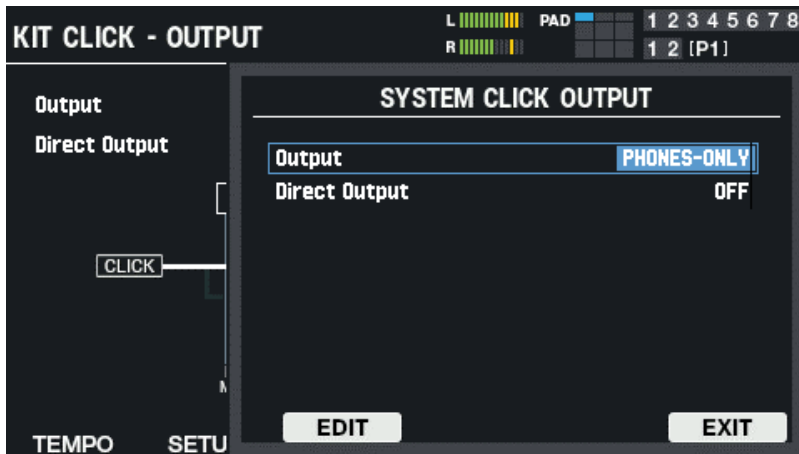 KIT CLICK - OUTPUT
L
R
PAD
1 2 3 4 5 6 7 8
1 2 [P1]
Output
Direct Output
CLICK
M
TEMPO
SETU
SYSTEM CLICK OUTPUT
Output PHONES-ONLY
Direct Output OFF
EDIT
EXIT